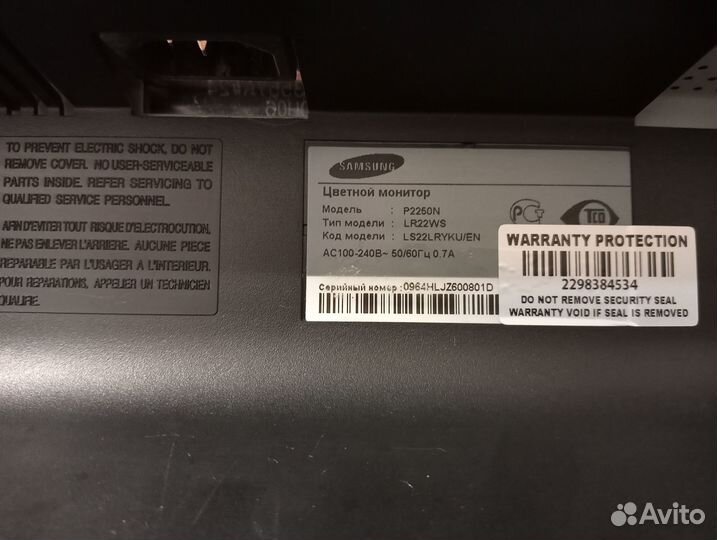 TO PREVENT ELECTRIC SHOCK, DO NOT
REMOVE COVER. NO USER-SERVICEABLE
PARTS INSIDE. REFER SERVICING TO
QUALIFIED SERVICE PERSONNEL.
AFIN D'EVITER TOUT RISQUE D'ELECTROCUTION,
NE PAS ENLEVER L'ARRIERE. AUCUNE PIECE
REPARABLE PAR L'USAGER A L'INTERIEUR.
POUR REPARATIONS, APPELER UN TECHNICIEN
QUALIFIE.
SAMSUNG
Цветной монитор
Модель : P2250N
Тип модели : LR22WS
Код модели : LS22LRYKU/EN
AC100-240В~ 50/60Гц 0.7A
Серийный номер :0964HLJZ600801D
TCO
WARRANTY PROTECTION
2298384534
DO NOT REMOVE SECURITY SEAL
WARRANTY VOID IF SEAL IS REMOVED
Avito